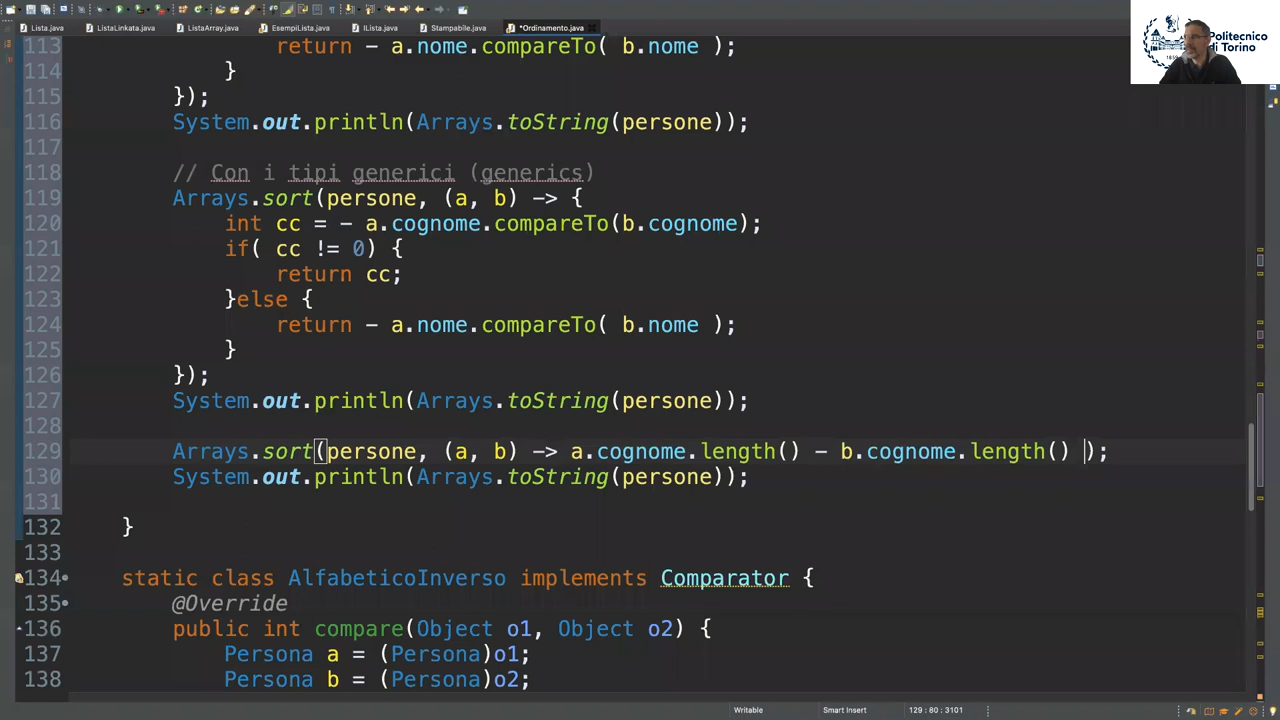 Lista.java ListaLinkata.java ListaArray.java EsempiLista.java IListа.java Stampabile.java *Ordinamento.java
Politecnico
di Torino
113 return - a.nome.compareTo( b.nome );
114 }
115 });
116 System.out.println(Arrays.toString(persone));
117
118 // Con i tipi generici (generics)
119 Arrays.sort(persone, (a, b) -> {
120 int cc = - a.cognome.compareTo(b.cognome);
121 if( cc != 0) {
122 return cc;
123 }else {
124 return - a.nome.compareTo( b.nome );
125 }
126 });
127 System.out.println(Arrays.toString(persone));
128
129 Arrays.sort(persone, (a, b) -> a.cognome.length() - b.cognome.length() );
130 System.out.println(Arrays.toString(persone));
131
132 }
133
134 static class AlfabeticoInverso implements Comparator {
135 @Override
136 public int compare(Object o1, Object o2) {
137 Persona a = (Persona)o1;
138 Persona b = (Persona)o2;
Writable Smart Insert 129 : 80 : 3101